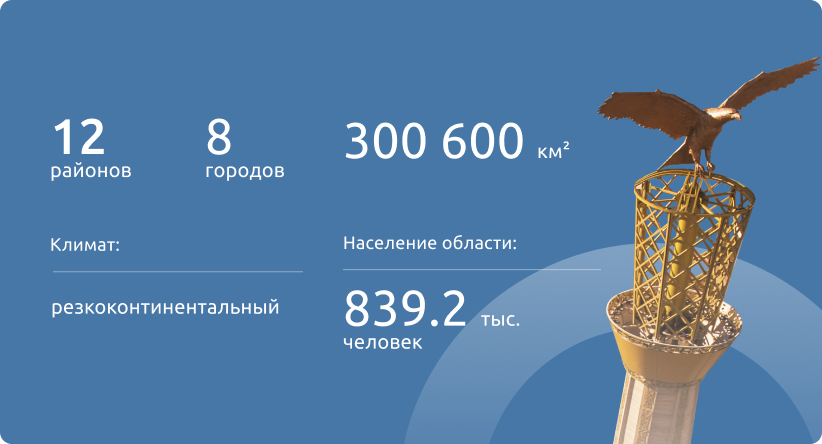 12
районов
8
городов
300 600 км²
Климат:
резкоконтинентальный
Население области:
839.2 тыс.
человек